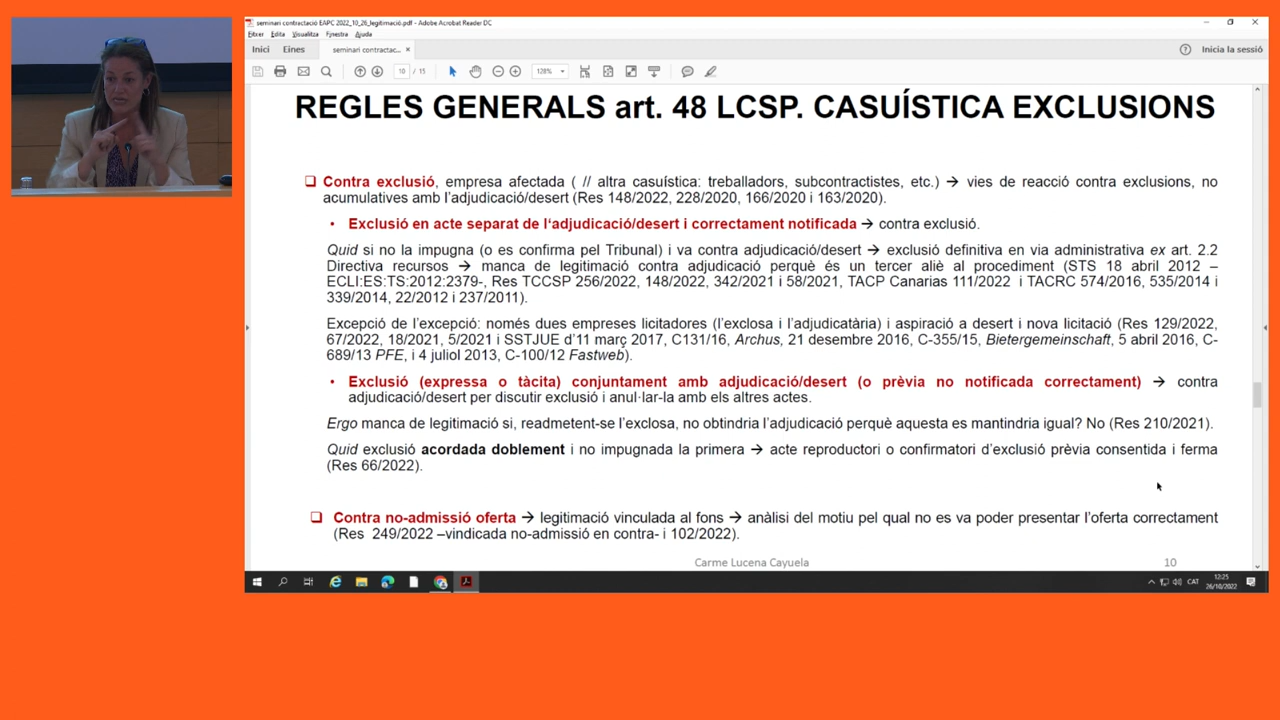 seminari contractació EAPC 2022_10_26_legitimació.pdf - Adobe Acrobat Reader DC
Fitxer Edita Visualitza Finestra Ajuda
Inici Eines seminari contractac... × Inicia la sessió
10 / 15 128%
REGLES GENERALS art. 48 LCSP. CASUÍSTICA EXCLUSIONS
Contra exclusió, empresa afectada ( // altra casuística: treballadors, subcontractistes, etc.) → vies de reacció contra exclusions, no
acumulatives amb l’adjudicació/desert (Res 148/2022, 228/2020, 166/2020 i 163/2020).
• Exclusió en acte separat de l‘adjudicació/desert i correctament notificada → contra exclusió.
Quid si no la impugna (o es confirma pel Tribunal) i va contra adjudicació/desert → exclusió definitiva en via administrativa ex art. 2.2
Directiva recursos → manca de legitimació contra adjudicació perquè és un tercer aliè al procediment (STS 18 abril 2012 –
ECLI:ES:TS:2012:2379-, Res TCCSP 256/2022, 148/2022, 342/2021 i 58/2021, TACP Canarias 111/2022 i TACRC 574/2016, 535/2014 i
339/2014, 22/2012 i 237/2011).
Excepció de l’excepció: només dues empreses licitadores (l’exclosa i l’adjudicatària) i aspiració a desert i nova licitació (Res 129/2022,
67/2022, 18/2021, 5/2021 i SSTJUE d’11 març 2017, C131/16, Archus, 21 desembre 2016, C-355/15, Bietergemeinschaft, 5 abril 2016, C-
689/13 PFE, i 4 juliol 2013, C-100/12 Fastweb).
• Exclusió (expressa o tàcita) conjuntament amb adjudicació/desert (o prèvia no notificada correctament) → contra
adjudicació/desert per discutir exclusió i anul·lar-la amb els altres actes.
Ergo manca de legitimació si, readmetent-se l’exclosa, no obtindria l’adjudicació perquè aquesta es mantindria igual? No (Res 210/2021).
Quid exclusió acordada doblement i no impugnada la primera → acte reproductori o confirmatori d’exclusió prèvia consentida i ferma
(Res 66/2022).
Contra no-admissió oferta → legitimació vinculada al fons → anàlisi del motiu pel qual no es va poder presentar l’oferta correctament
(Res 249/2022 –vindicada no-admissió en contra- i 102/2022).
Carme Lucena Cayuela 10
CAT 12:25
26/10/2022